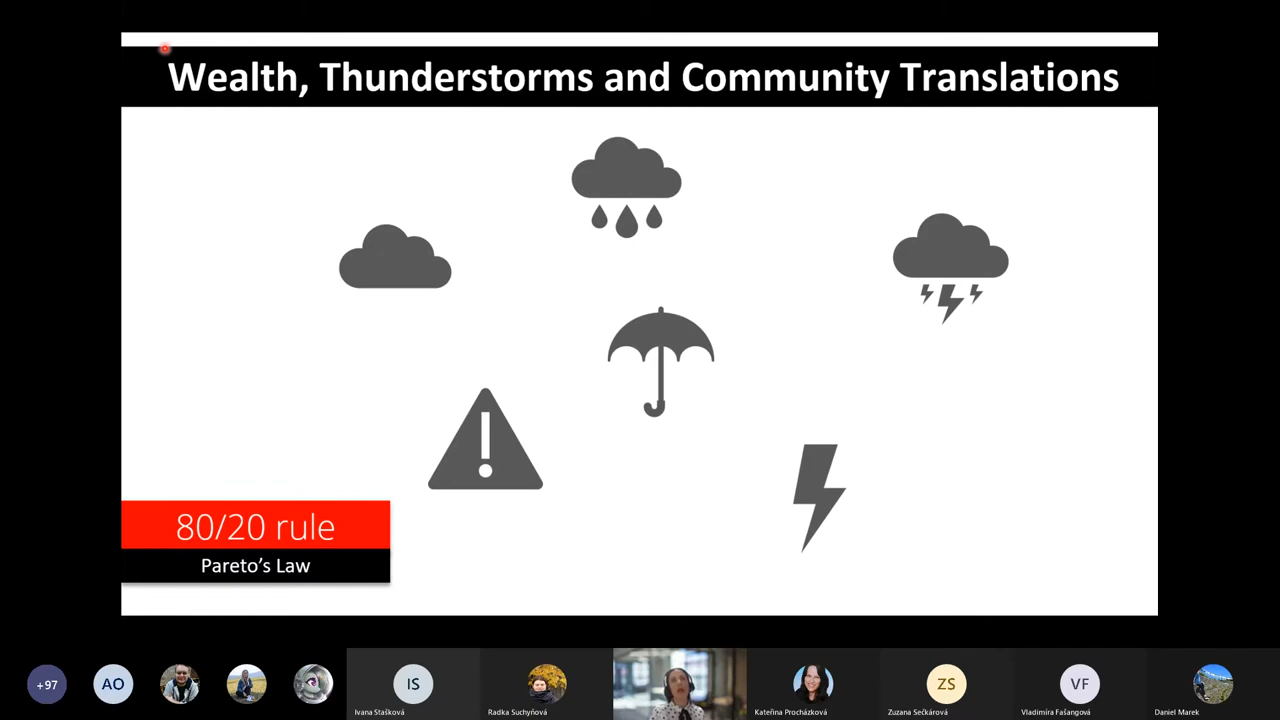 Wealth, Thunderstorms and Community Translations
80/20 rule
Pareto's Law
+97
AO
IS
ZS
VF
Ivana Stašková
Radka Suchyňová
Kateřina Procházková
Zuzana Sečkárová
Vladimíra Fašangová
Daniel Marek